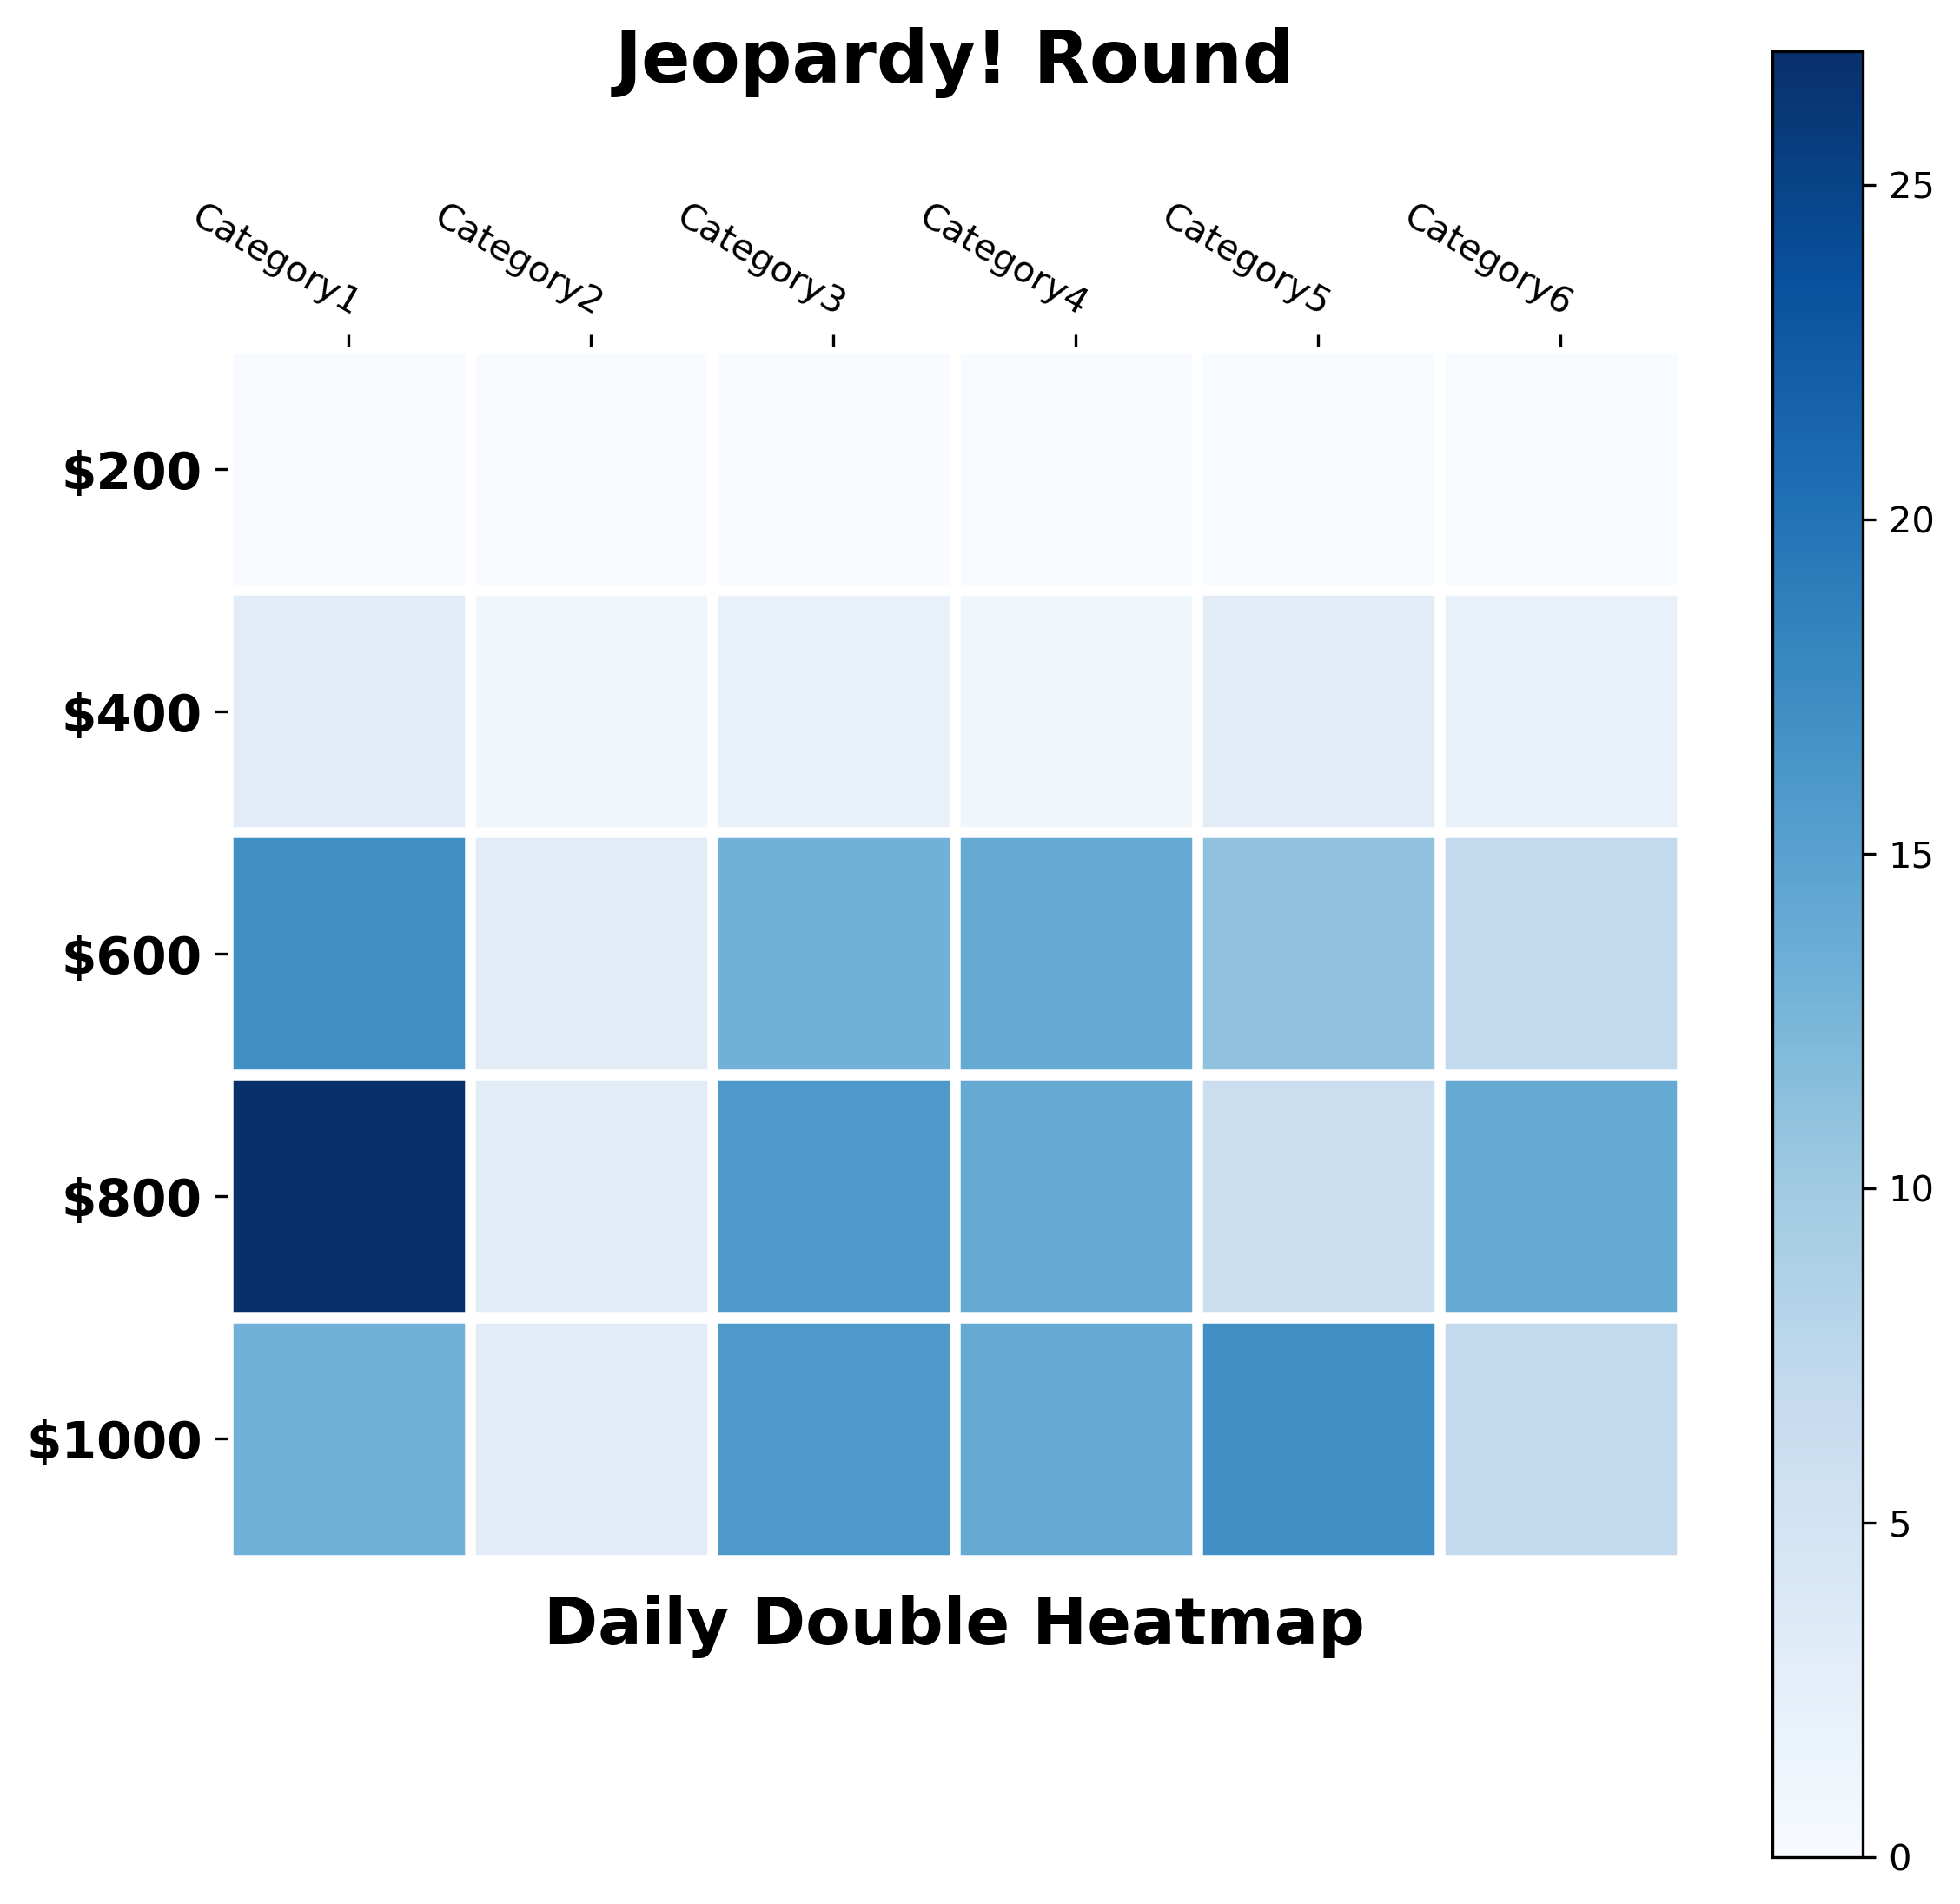 Jeopardy! Round
Category1
Category2
Category3
Category4
Category5
Category6
$200
$400
$600
$800
$1000
Daily Double Heatmap
25
20
15
10
5
0